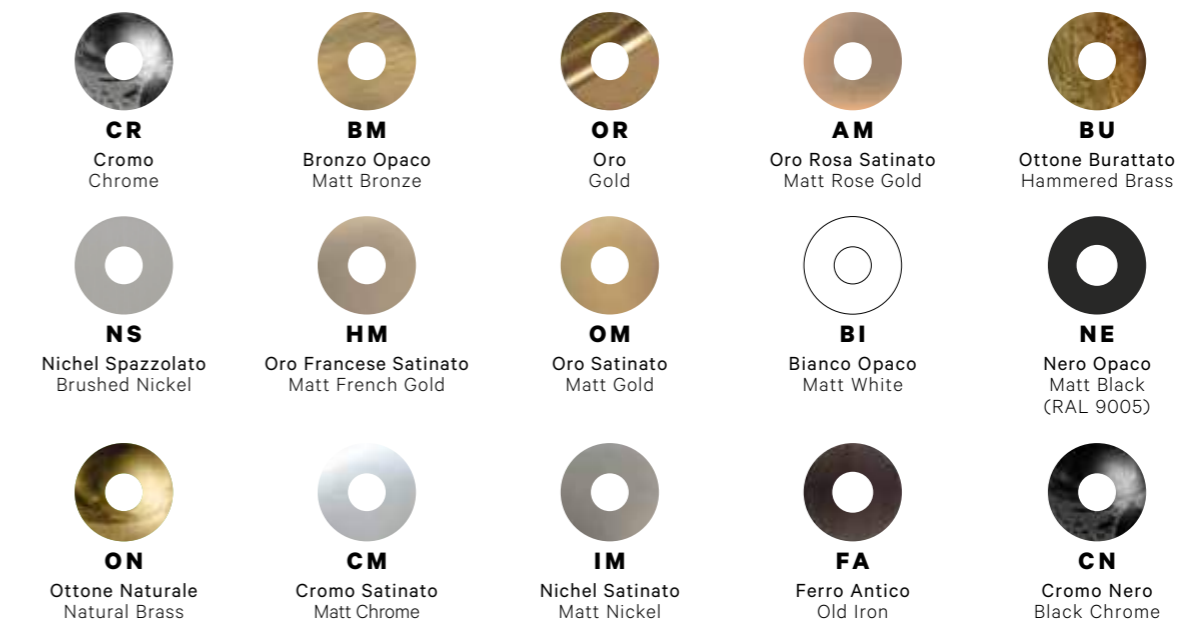 CR
Cromo
Chrome
BM
Bronzo Opaco
Matt Bronze
OR
Oro
Gold
AM
Oro Rosa Satinato
Matt Rose Gold
BU
Ottone Burattato
Hammered Brass
NS
Nichel Spazzolato
Brushed Nickel
HM
Oro Francese Satinato
Matt French Gold
OM
Oro Satinato
Matt Gold
BI
Bianco Opaco
Matt White
NE
Nero Opaco
Matt Black
(RAL 9005)
ON
Ottone Naturale
Natural Brass
CM
Cromo Satinato
Matt Chrome
IM
Nichel Satinato
Matt Nickel
FA
Ferro Antico
Old Iron
CN
Cromo Nero
Black Chrome